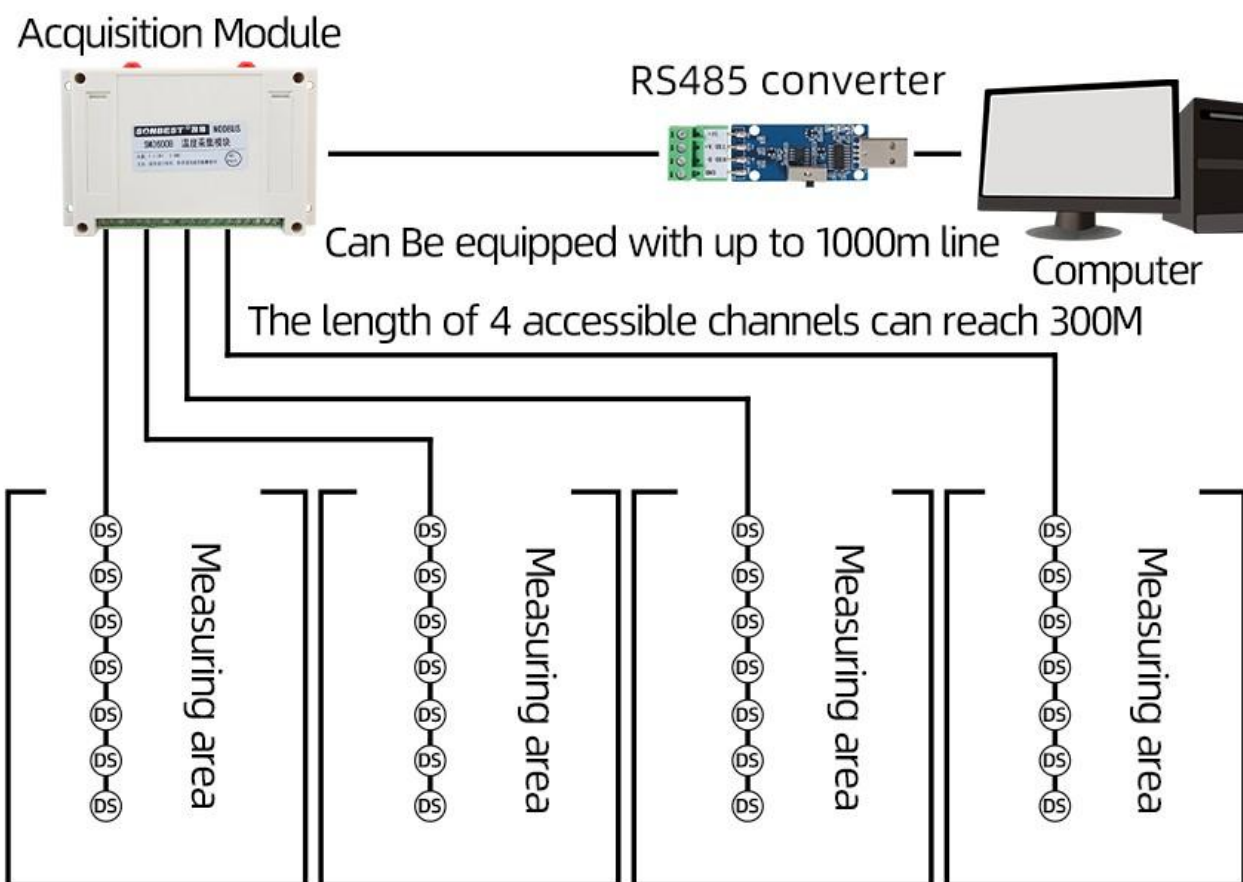 Acquisition Module
RS485 converter
SONBEST MODBUS
温度采集模块
Can Be equipped with up to 1000m line
Computer
The length of 4 accessible channels can reach 300M
DS
DS
DS
DS
DS
DS
DS
Measuring area
DS
DS
DS
DS
DS
DS
DS
Measuring area
DS
DS
DS
DS
DS
DS
DS
Measuring area
DS
DS
DS
DS
DS
DS
DS
Measuring area